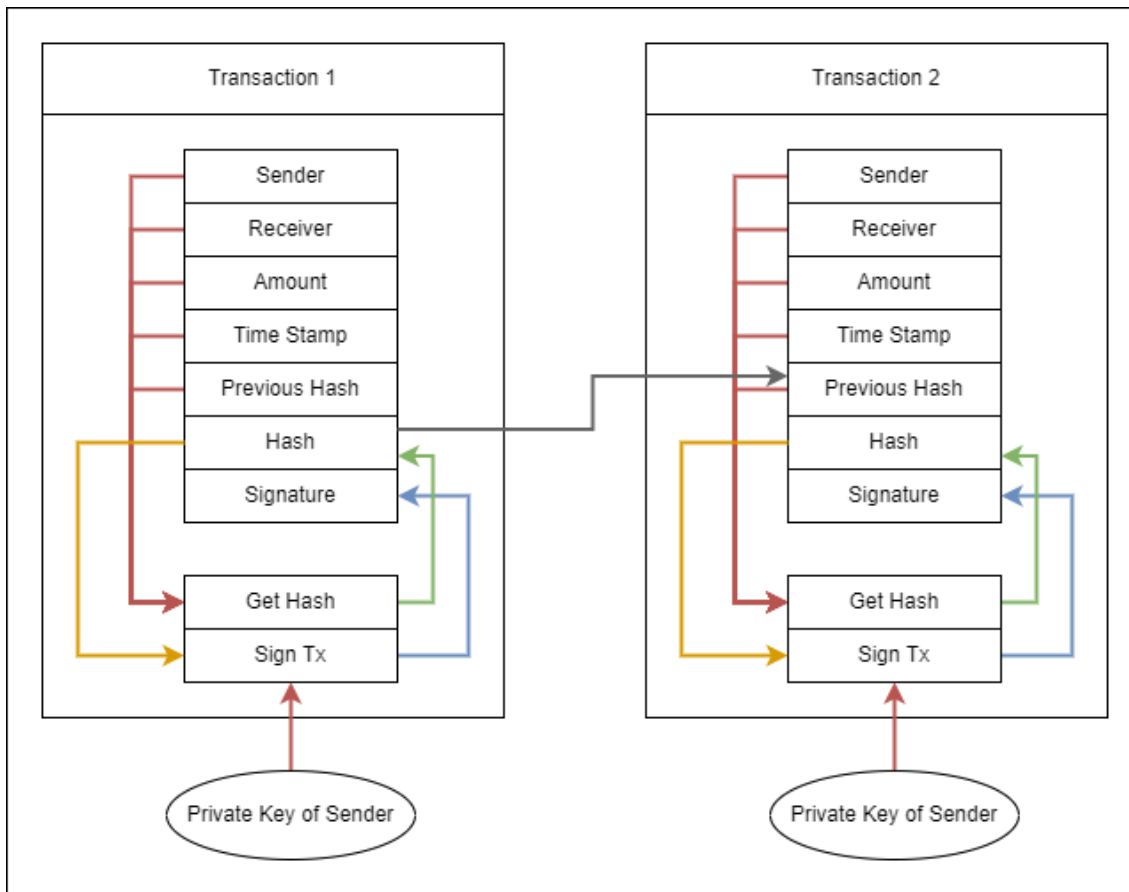 Transaction 1
Sender
Receiver
Amount
Time Stamp
Previous Hash
Hash
Signature
Get Hash
Sign Tx
Private Key of Sender
Transaction 2
Sender
Receiver
Amount
Time Stamp
Previous Hash
Hash
Signature
Get Hash
Sign Tx
Private Key of Sender